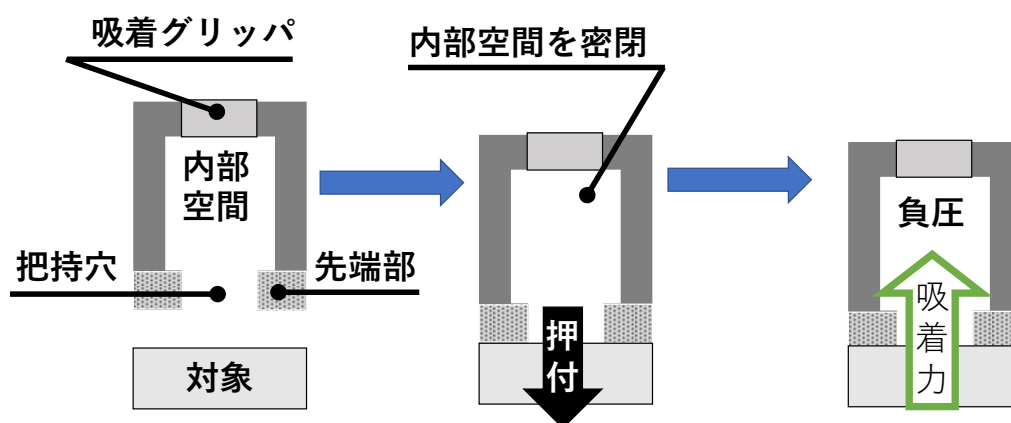 吸着グリッパ
内部空間を密閉
内部
空間
把持穴
先端部
対象
押付
負圧
吸着力